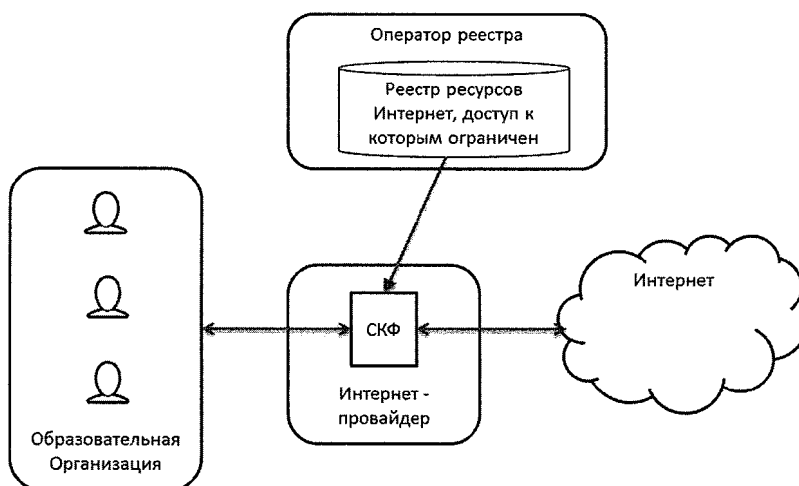 Оператор реестра
Реестр ресурсов
Интернет, доступ к
которым ограничен
Интернет
СКФ
Интернет -
провайдер
Образовательная
Организация